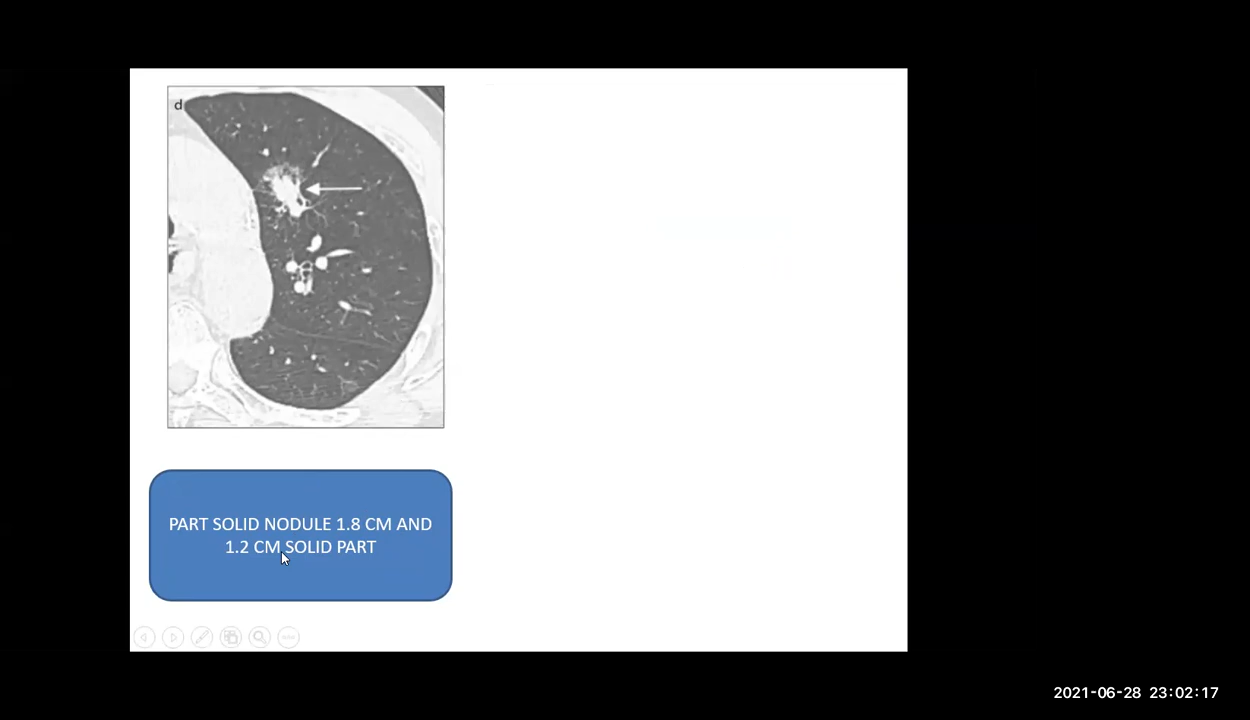 d
PART SOLID NODULE 1.8 CM AND
1.2 CM SOLID PART
2021-06-28 23:02:17